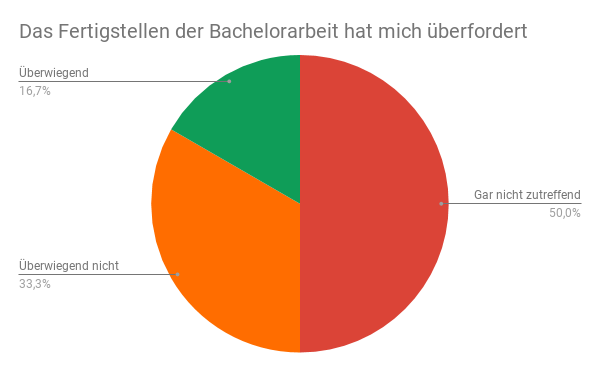 Das Fertigstellen der Bachelorarbeit hat mich überfordert
Überwiegend
16,7%
Gar nicht zutreffend
50,0%
Überwiegend nicht
33,3%